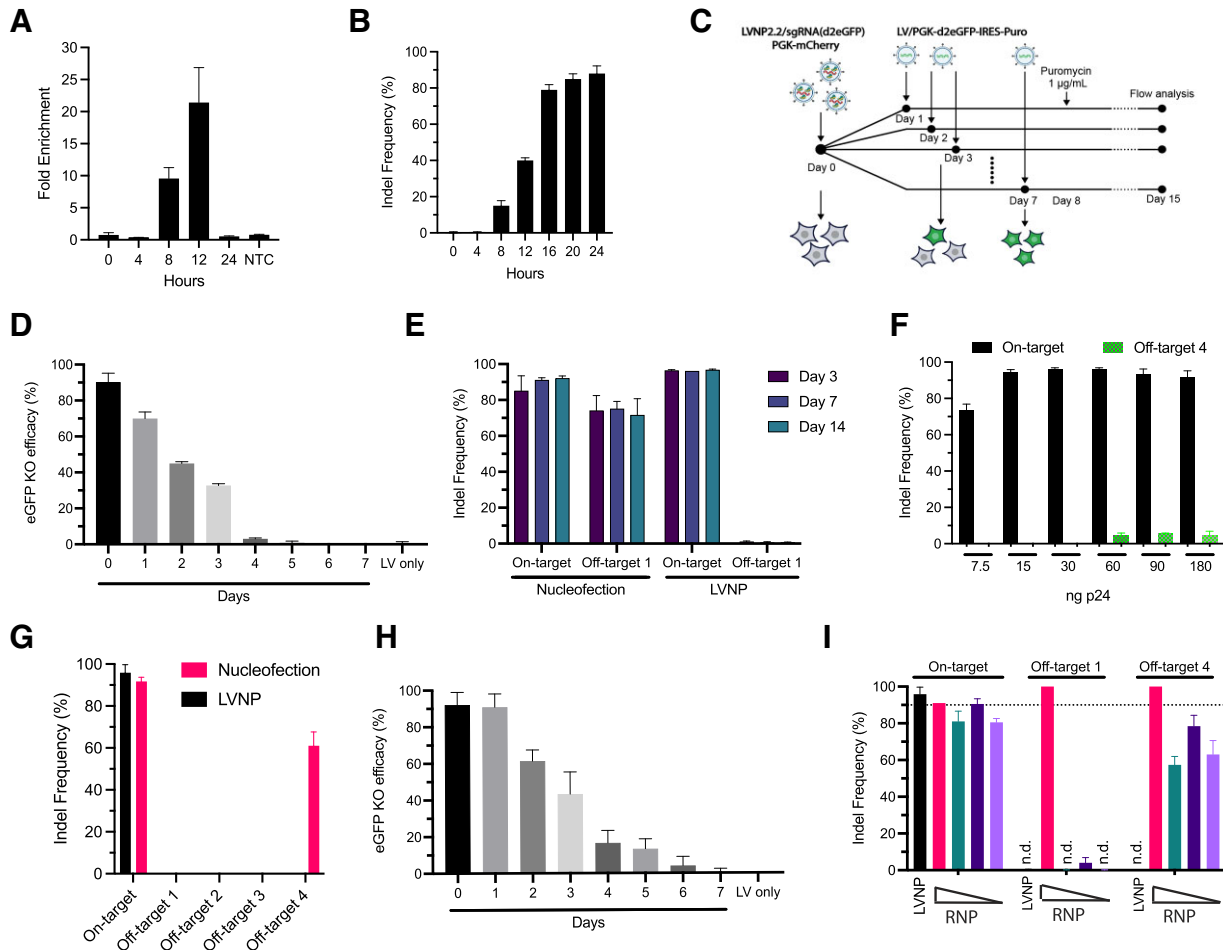 A
Fold Enrichment
30
25
20
15
10
5
0
0 4 8 12 24 NTC
Hours
B
Indel Frequency (%)
100
80
60
40
20
0
0 4 8 12 16 20 24
Hours
C
LVNP2.2/sgRNA(d2eGFP)
PGK-mCherry
LV/PGK-d2eGFP-IRES-Puro
Puromycin
1 µg/mL
Flow analysis
Day 0
Day 1
Day 2
Day 3
Day 7
Day 8
Day 15
D
eGFP KO efficacy (%)
100
80
60
40
20
0
0 1 2 3 4 5 6 7 LV only
Days
E
Indel Frequency (%)
100
80
60
40
20
0
Day 3
Day 7
Day 14
On-target Off-target 1 On-target Off-target 1
Nucleofection LVNP
F
On-target Off-target 4
Indel Frequency (%)
100
80
60
40
20
0
7.5 15 30 60 90 180
ng p24
G
Indel Frequency (%)
100
80
60
40
20
0
Nucleofection
LVNP
On-target
Off-target 1
Off-target 2
Off-target 3
Off-target 4
H
eGFP KO efficacy (%)
100
80
60
40
20
0
0 1 2 3 4 5 6 7 LV only
Days
I
On-target Off-target 1 Off-target 4
Indel Frequency (%)
100
80
60
40
20
0
n.d. n.d. n.d. n.d.
LVNP LVNP LVNP
RNP RNP RNP